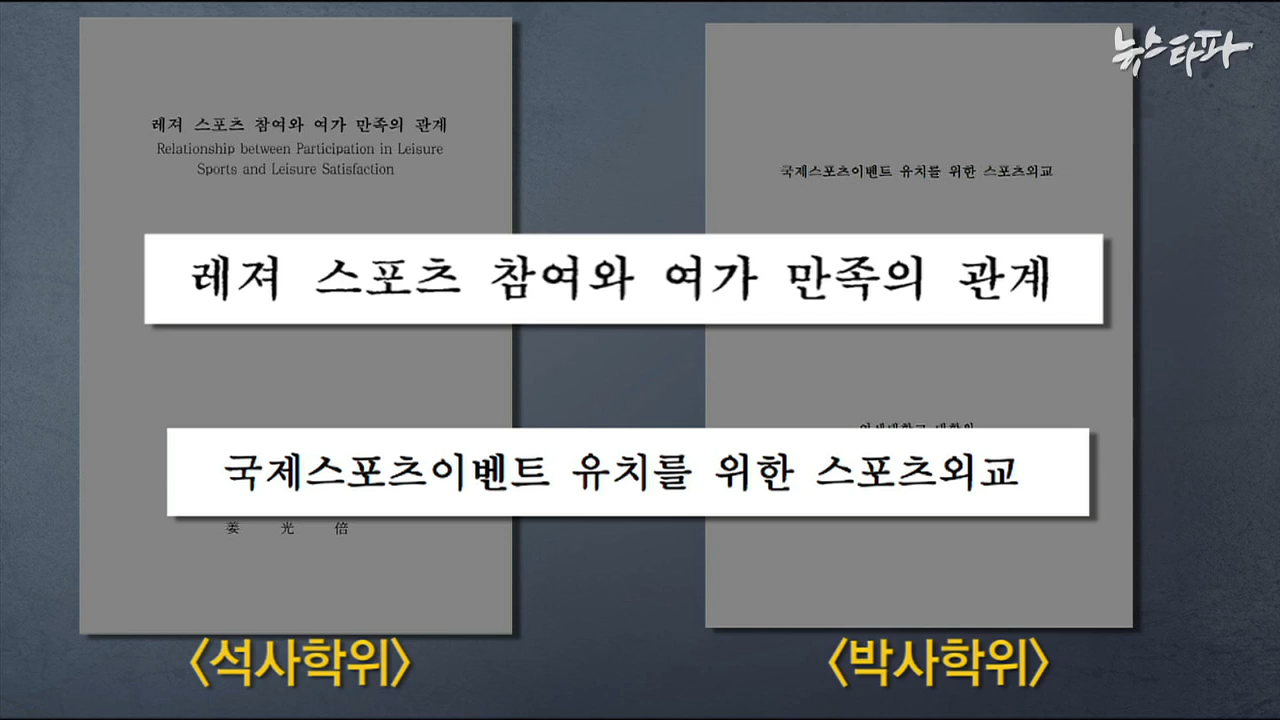 뉴스타파
레져 스포츠 참여와 여가 만족의 관계
Relationship between Participation in Leisure
Sports and Leisure Satisfaction
국제스포츠이벤트 유치를 위한 스포츠외교
레져 스포츠 참여와 여가 만족의 관계
국제스포츠이벤트 유치를 위한 스포츠외교
姜 光 倍
<석사학위>
<박사학위>